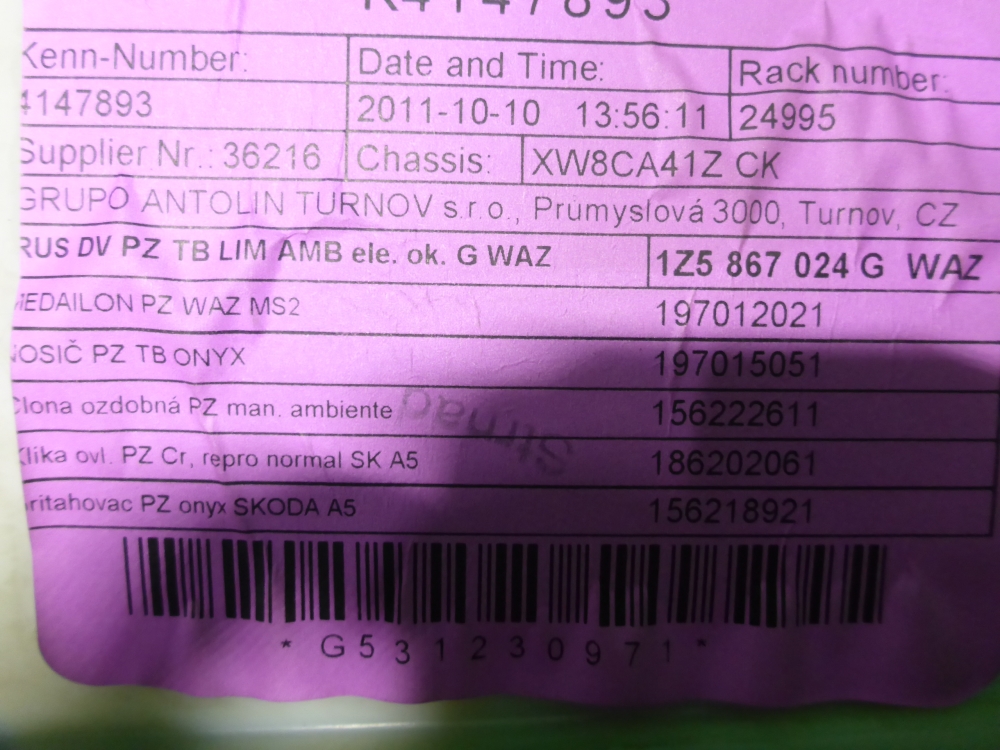 K4147893
Kenn-Number: Date and Time: Rack number:
4147893 2011-10-10 13:56:11 24995
Supplier Nr.: 36216 Chassis: XW8CA41Z CK
GRUPO ANTOLIN TURNOV s.r.o., Prumyslová 3000, Turnov, CZ
RUS DV PZ TB LIM AMB ele. ok. G WAZ 1Z5 867 024 G WAZ
MEDAILON PZ WAZ MS2 197012021
NOSIČ PZ TB ONYX 197015051
Clona ozdobná PZ man. ambiente 156222611
Klika ovl. PZ Cr, repro normal SK A5 186202061
Pritahovac PZ onyx SKODA A5 156218921
Strnad
*G531230971*